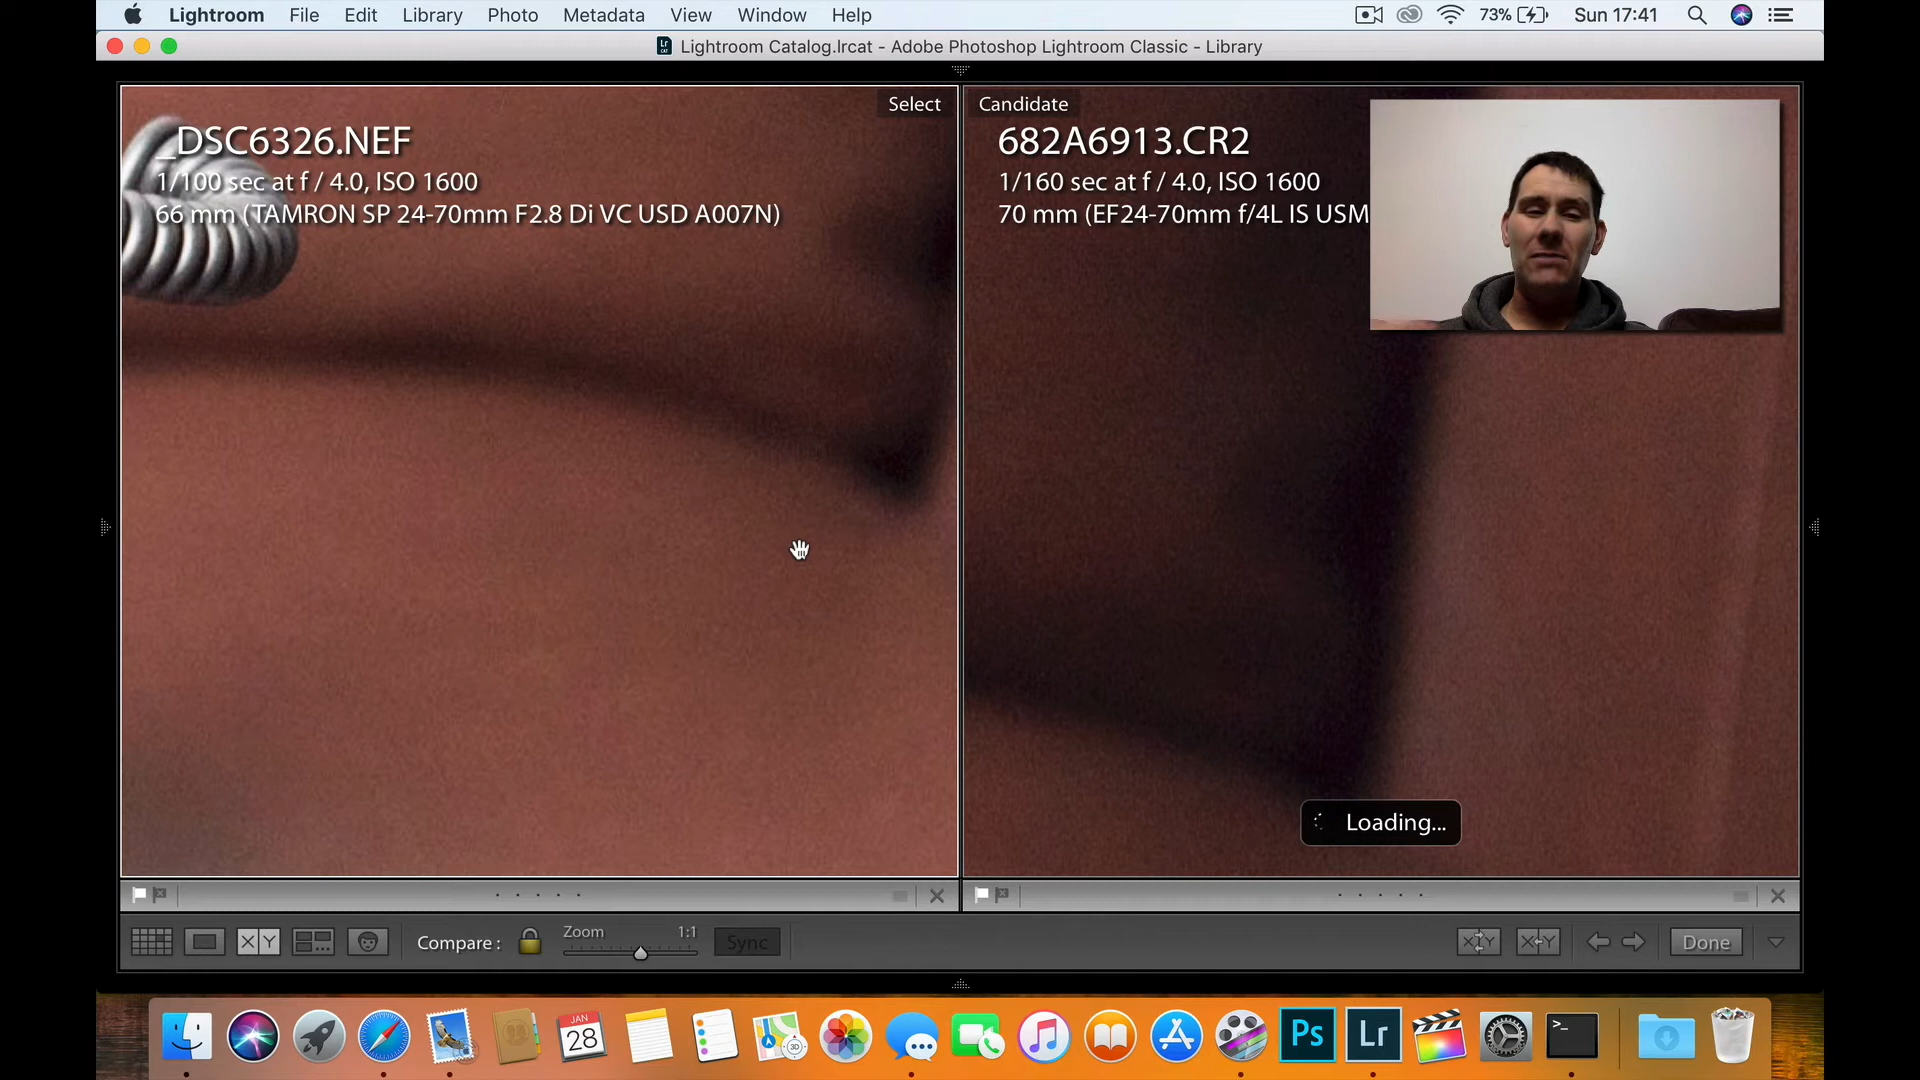 Lightroom File Edit Library Photo Metadata View Window Help 73% Sun 17:41
Lightroom Catalog.lrcat - Adobe Photoshop Lightroom Classic - Library
Select
Candidate
_DSC6326.NEF
1/100 sec at f / 4.0, ISO 1600
66 mm (TAMRON SP 24-70mm F2.8 Di VC USD A007N)
682A6913.CR2
1/160 sec at f / 4.0, ISO 1600
70 mm (EF24-70mm f/4L IS USM
Loading...
X Y
Compare :
Zoom 1:1
Sync
X Y
X Y
Done
JAN
28
3D
Ps
Lr
>_